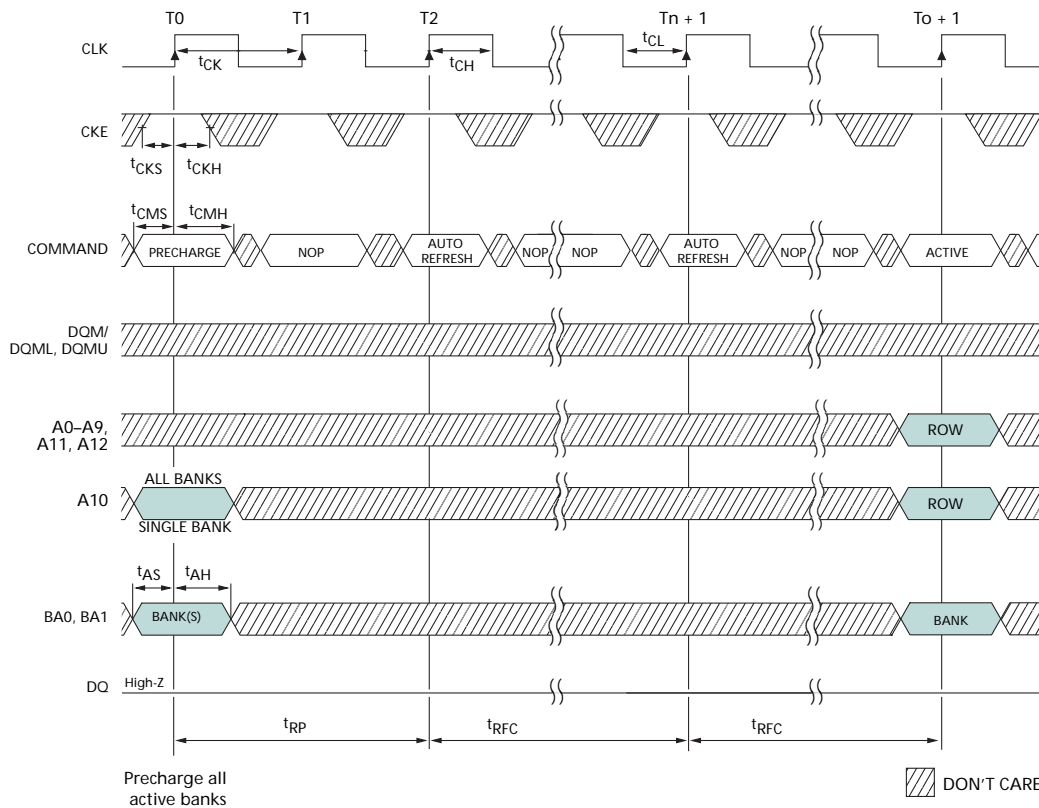 T0 T1 T2 Tn + 1 To + 1
CLK
tCK tCH tCL
CKE
tCKS tCKH
tCMS tCMH
COMMAND PRECHARGE NOP AUTO REFRESH NOP NOP AUTO REFRESH NOP NOP ACTIVE
DQM/
DQML, DQMU
A0–A9,
A11, A12 ROW
ALL BANKS
A10 ROW
SINGLE BANK
tAS tAH
BA0, BA1 BANK(S) BANK
DQ High-Z
tRP tRFC tRFC
Precharge all
active banks
DON'T CARE